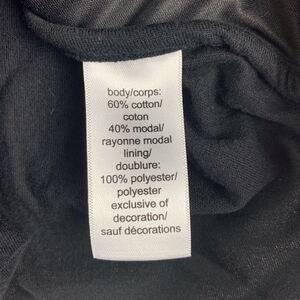 body/corps:
60% cotton/
coton
40% modal/
rayonne modal
lining/
doublure:
100% polyester/
polyester
exclusive of
decoration/
sauf décorations